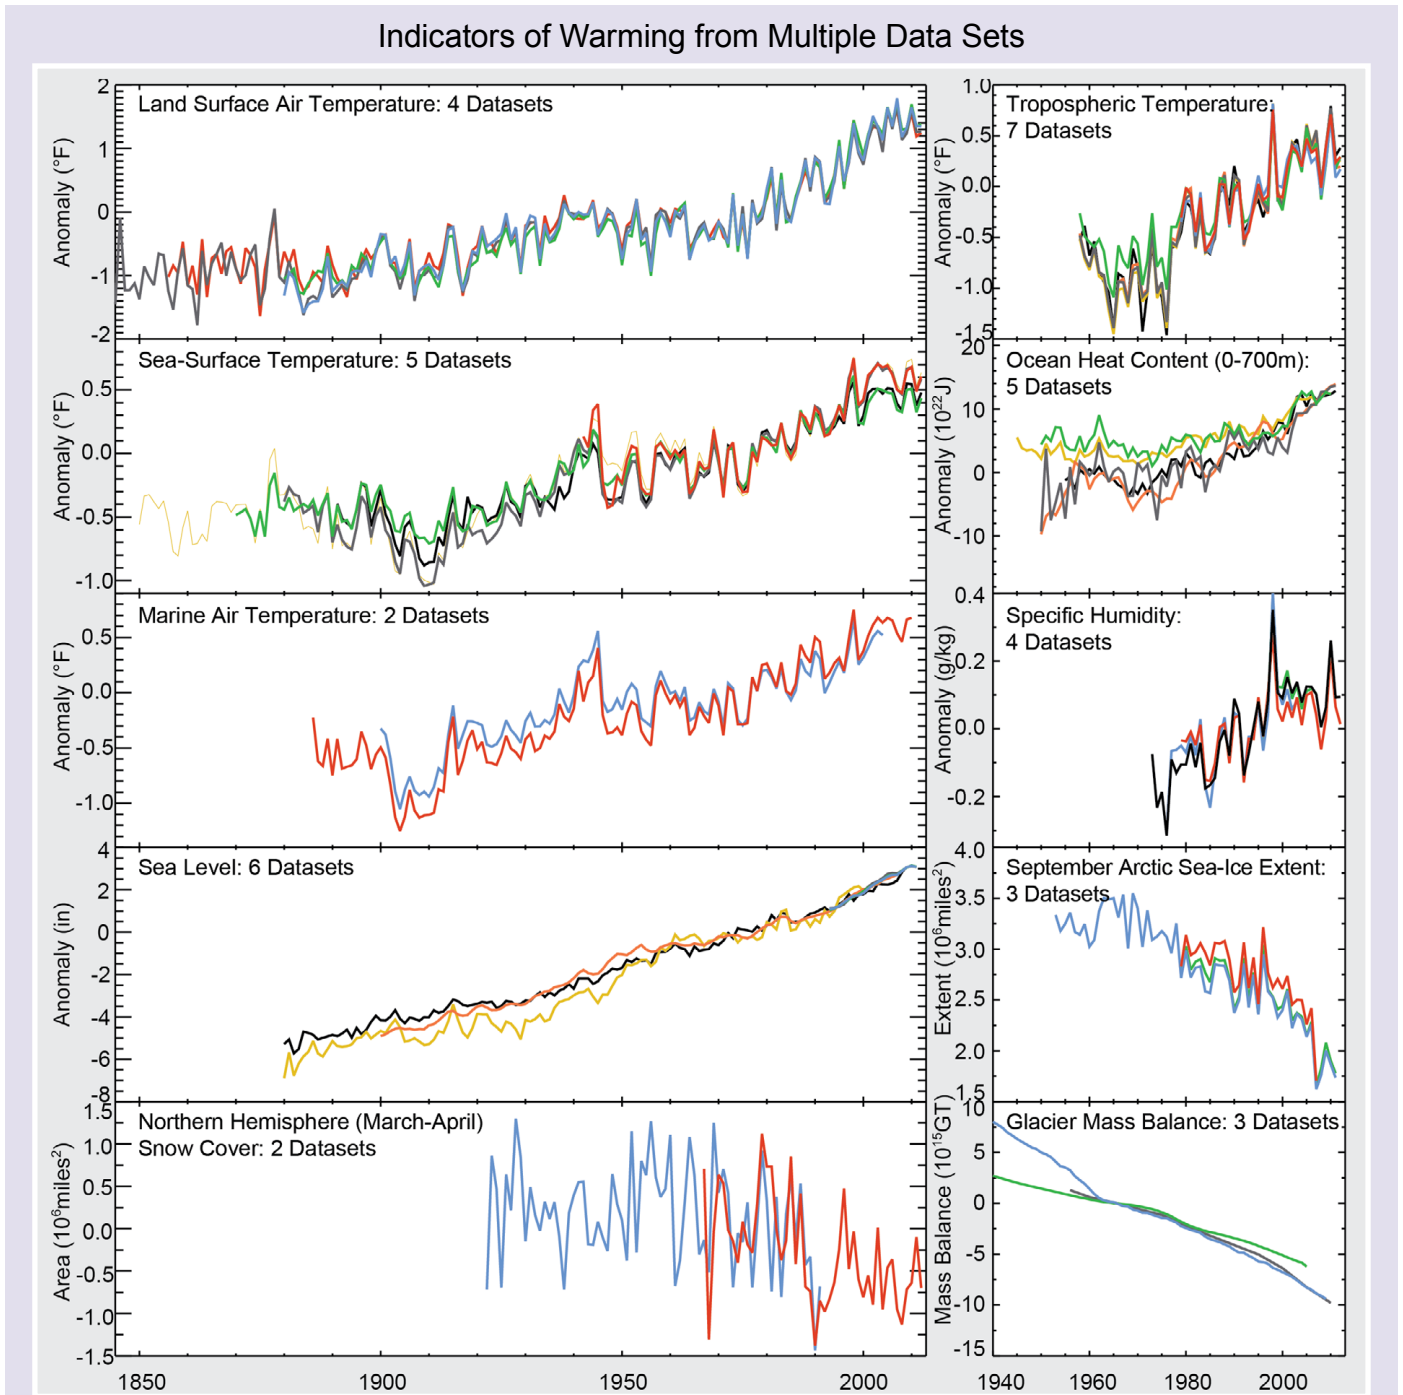 Indicators of Warming from Multiple Data Sets
Land Surface Air Temperature: 4 Datasets
Anomaly (°F)
2
1
0
-1
-2
Sea-Surface Temperature: 5 Datasets
Anomaly (°F)
0.5
0.0
-0.5
-1.0
Marine Air Temperature: 2 Datasets
Anomaly (°F)
0.5
0.0
-0.5
-1.0
Sea Level: 6 Datasets
Anomaly (in)
4
2
0
-2
-4
-6
-8
Northern Hemisphere (March-April)
Snow Cover: 2 Datasets
Area (10⁶miles²)
1.5
1.0
0.5
0.0
-0.5
-1.0
-1.5
1850 1900 1950 2000
Tropospheric Temperature:
7 Datasets
Anomaly (°F)
1.0
0.5
0.0
-0.5
-1.0
-1.5
Ocean Heat Content (0-700m):
5 Datasets
Anomaly (10²²J)
20
10
0
-10
Specific Humidity:
4 Datasets
Anomaly (g/kg)
0.4
0.2
0.0
-0.2
September Arctic Sea-Ice Extent:
3 Datasets
Extent (10⁶miles²)
4.0
3.5
3.0
2.5
2.0
1.5
Glacier Mass Balance: 3 Datasets
Mass Balance (10¹⁵GT)
10
5
0
-5
-10
-15
1940 1960 1980 2000